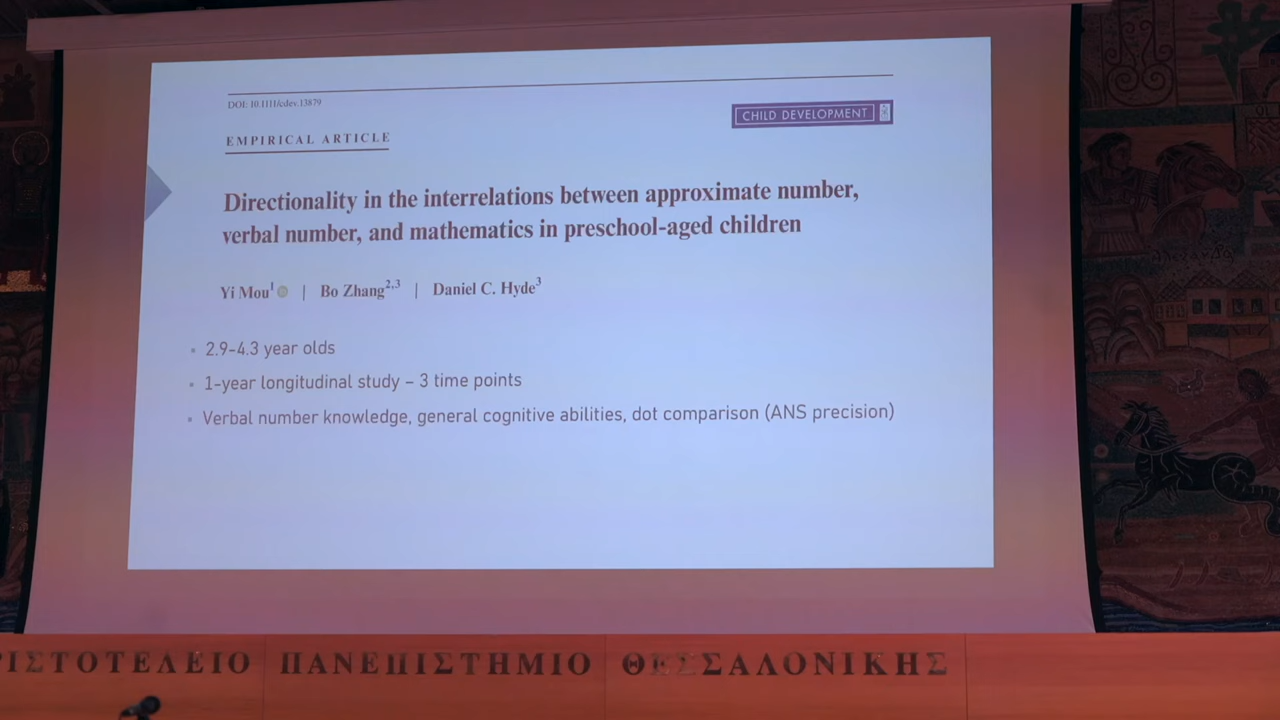 DOI: 10.1111/cdev.13879
CHILD DEVELOPMENT
EMPIRICAL ARTICLE
Directionality in the interrelations between approximate number,
verbal number, and mathematics in preschool-aged children
Yi Mou1 | Bo Zhang2,3 | Daniel C. Hyde3
▪ 2.9–4.3 year olds
▪ 1-year longitudinal study – 3 time points
▪ Verbal number knowledge, general cognitive abilities, dot comparison (ANS precision)
ΡΙΣΤΟΤΕΛΕΙΟ ΠΑΝΕΠΙΣΤΗΜΙΟ ΘΕΣΣΑΛΟΝΙΚΗΣ